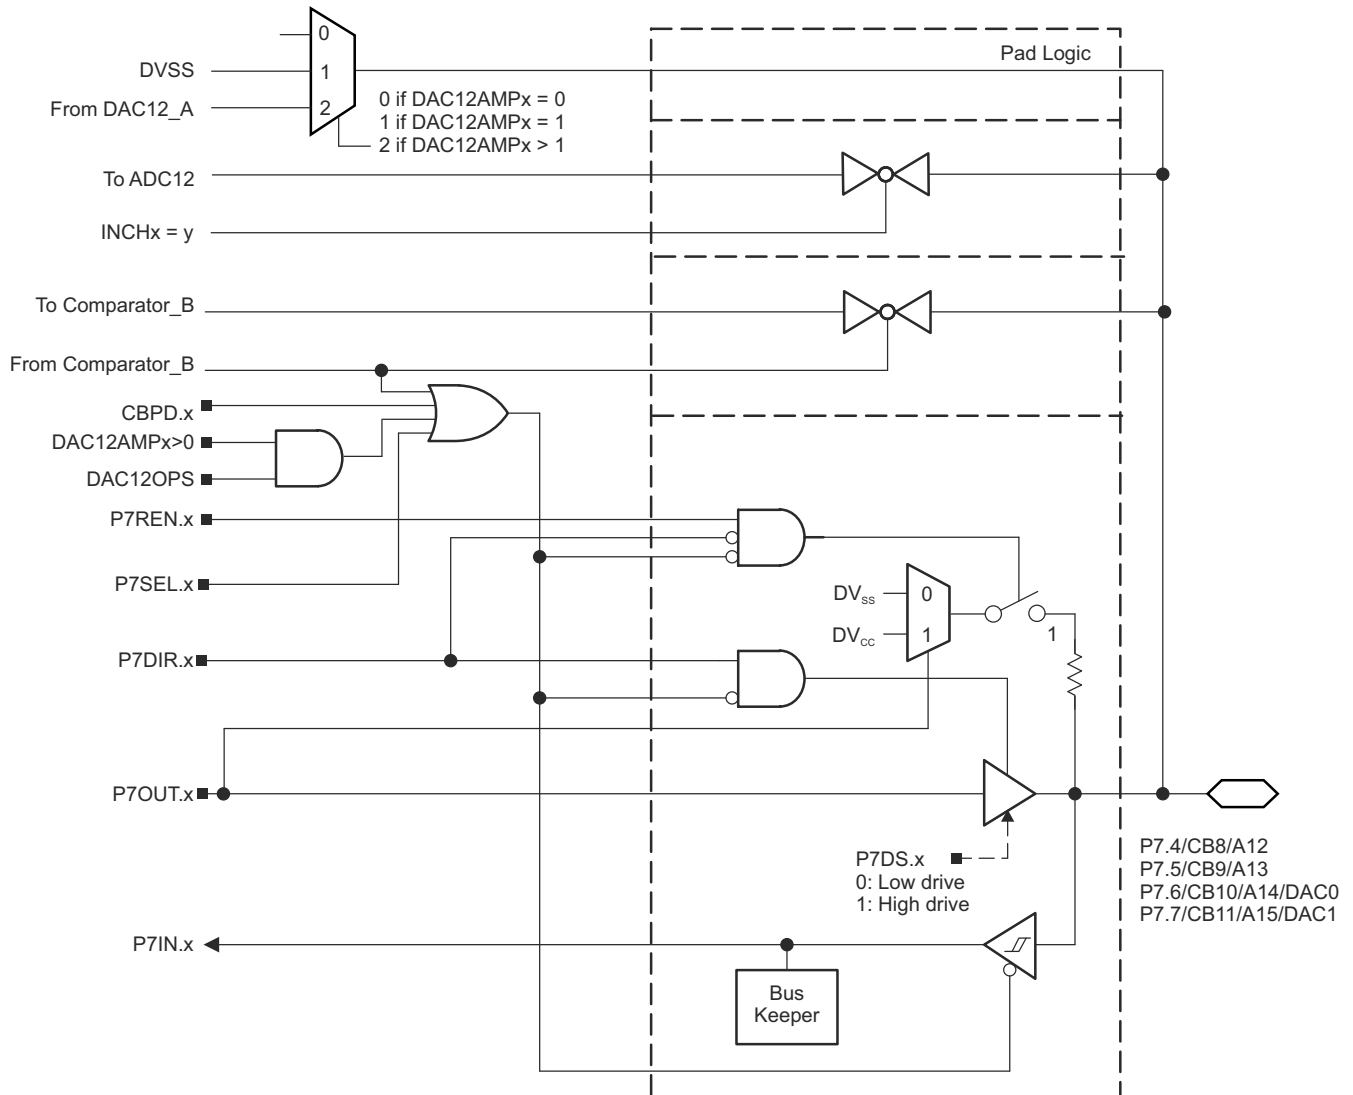 0
Pad Logic
DVSS
1
From DAC12_A
2
0 if DAC12AMPx = 0
1 if DAC12AMPx = 1
2 if DAC12AMPx > 1
To ADC12
INCHx = y
To Comparator_B
From Comparator_B
CBPD.x
DAC12AMPx>0
DAC12OPS
P7REN.x
P7SEL.x
DVss
0
DVcc
1
1
P7DIR.x
P7OUT.x
P7DS.x
0: Low drive
1: High drive
P7.4/CB8/A12
P7.5/CB9/A13
P7.6/CB10/A14/DAC0
P7.7/CB11/A15/DAC1
P7IN.x
Bus
Keeper